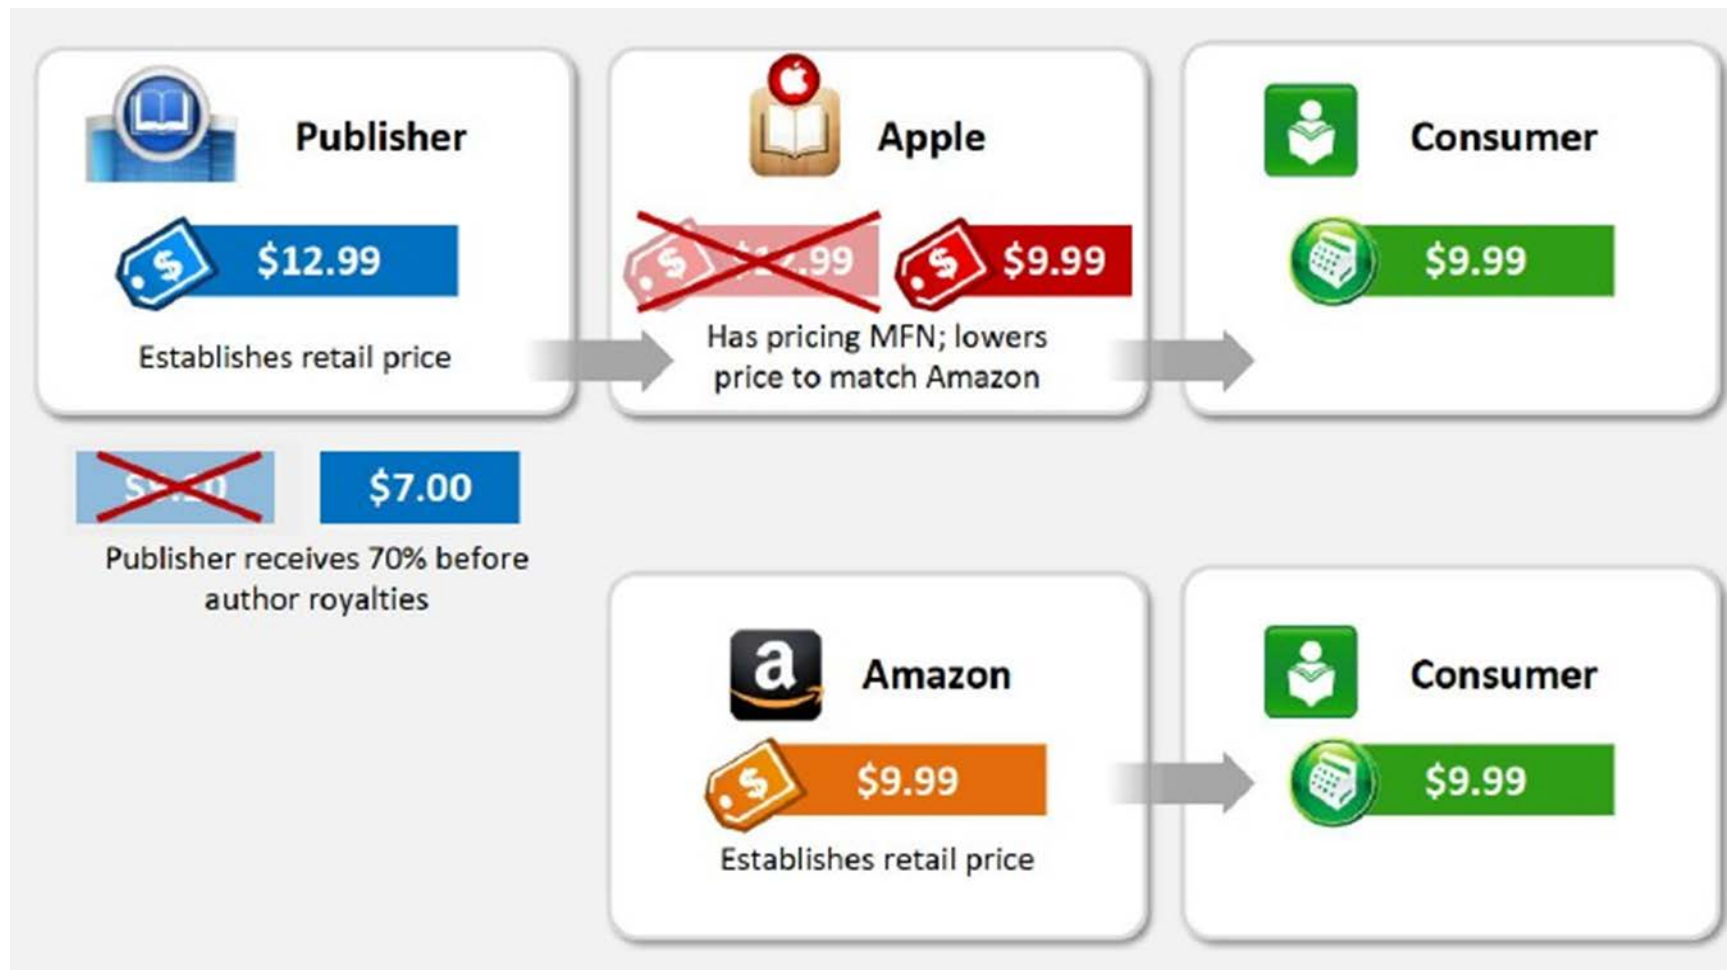 Publisher
$12.99
Establishes retail price
Apple
$9.99
Has pricing MFN; lowers
price to match Amazon
Consumer
$9.99
$7.00
Publisher receives 70% before
author royalties
a
Amazon
$9.99
Establishes retail price
Consumer
$9.99